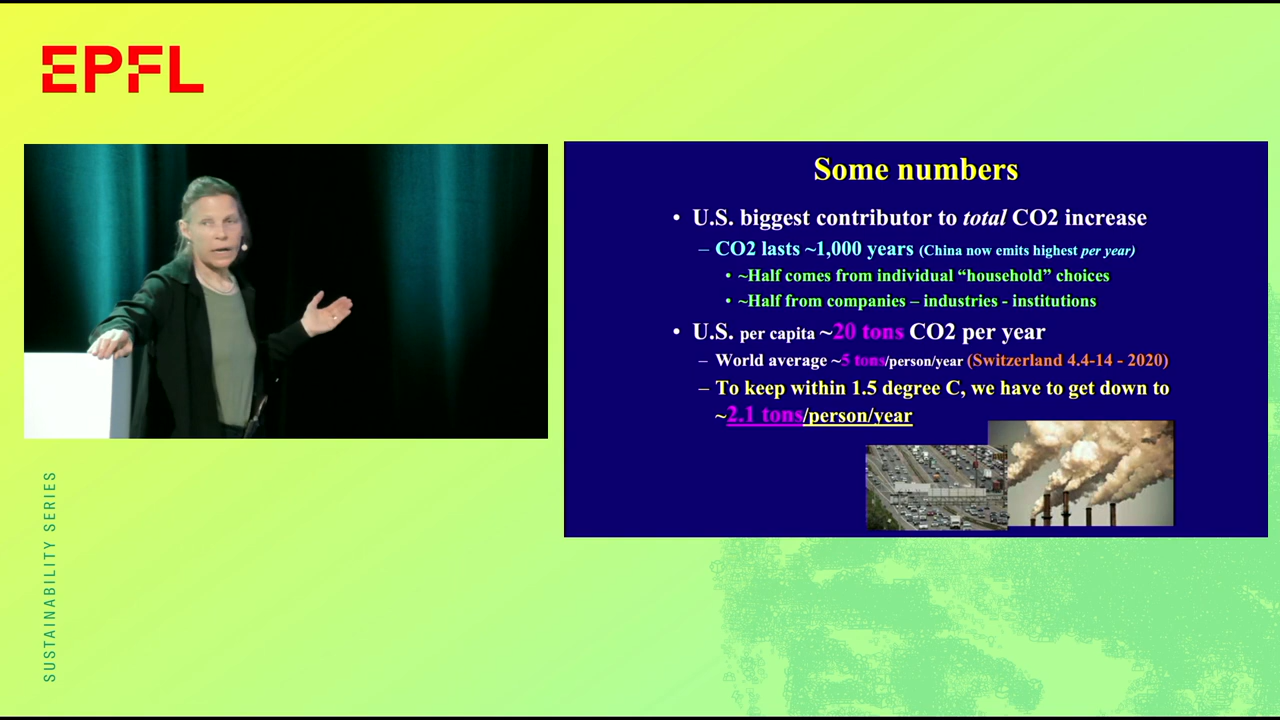 EPFL
SUSTAINABILITY SERIES
Some numbers
• U.S. biggest contributor to total CO2 increase
– CO2 lasts ~1,000 years (China now emits highest per year)
• ~Half comes from individual “household” choices
• ~Half from companies – industries - institutions
• U.S. per capita ~20 tons CO2 per year
– World average ~5 tons/person/year (Switzerland 4.4-14 - 2020)
– To keep within 1.5 degree C, we have to get down to
~2.1 tons/person/year